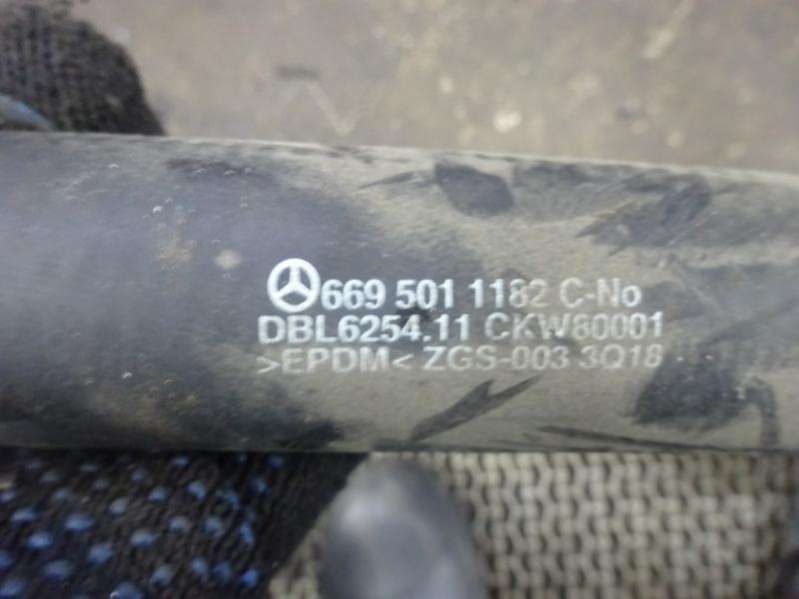 669 501 1182 C-No
DBL6254.11 CKW80001
>EPDM< ZGS-003 3Q18